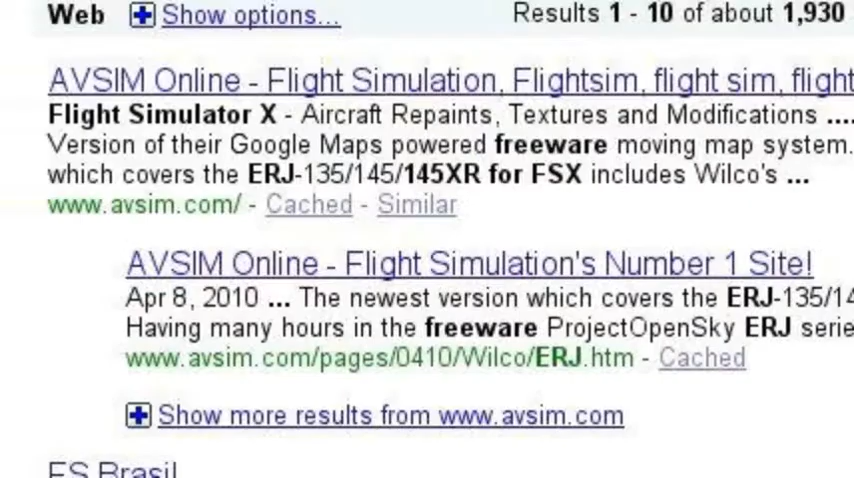 Web Show options... Results 1 - 10 of about 1,930
AVSIM Online - Flight Simulation, Flightsim, flight sim, flight
Flight Simulator X - Aircraft Repaints, Textures and Modifications ....
Version of their Google Maps powered freeware moving map system.
which covers the ERJ-135/145/145XR for FSX includes Wilco's ...
www.avsim.com/ - Cached - Similar
AVSIM Online - Flight Simulation's Number 1 Site!
Apr 8, 2010 ... The newest version which covers the ERJ-135/14
Having many hours in the freeware ProjectOpenSky ERJ serie
www.avsim.com/pages/0410/Wilco/ERJ.htm - Cached
Show more results from www.avsim.com
FS Brasil